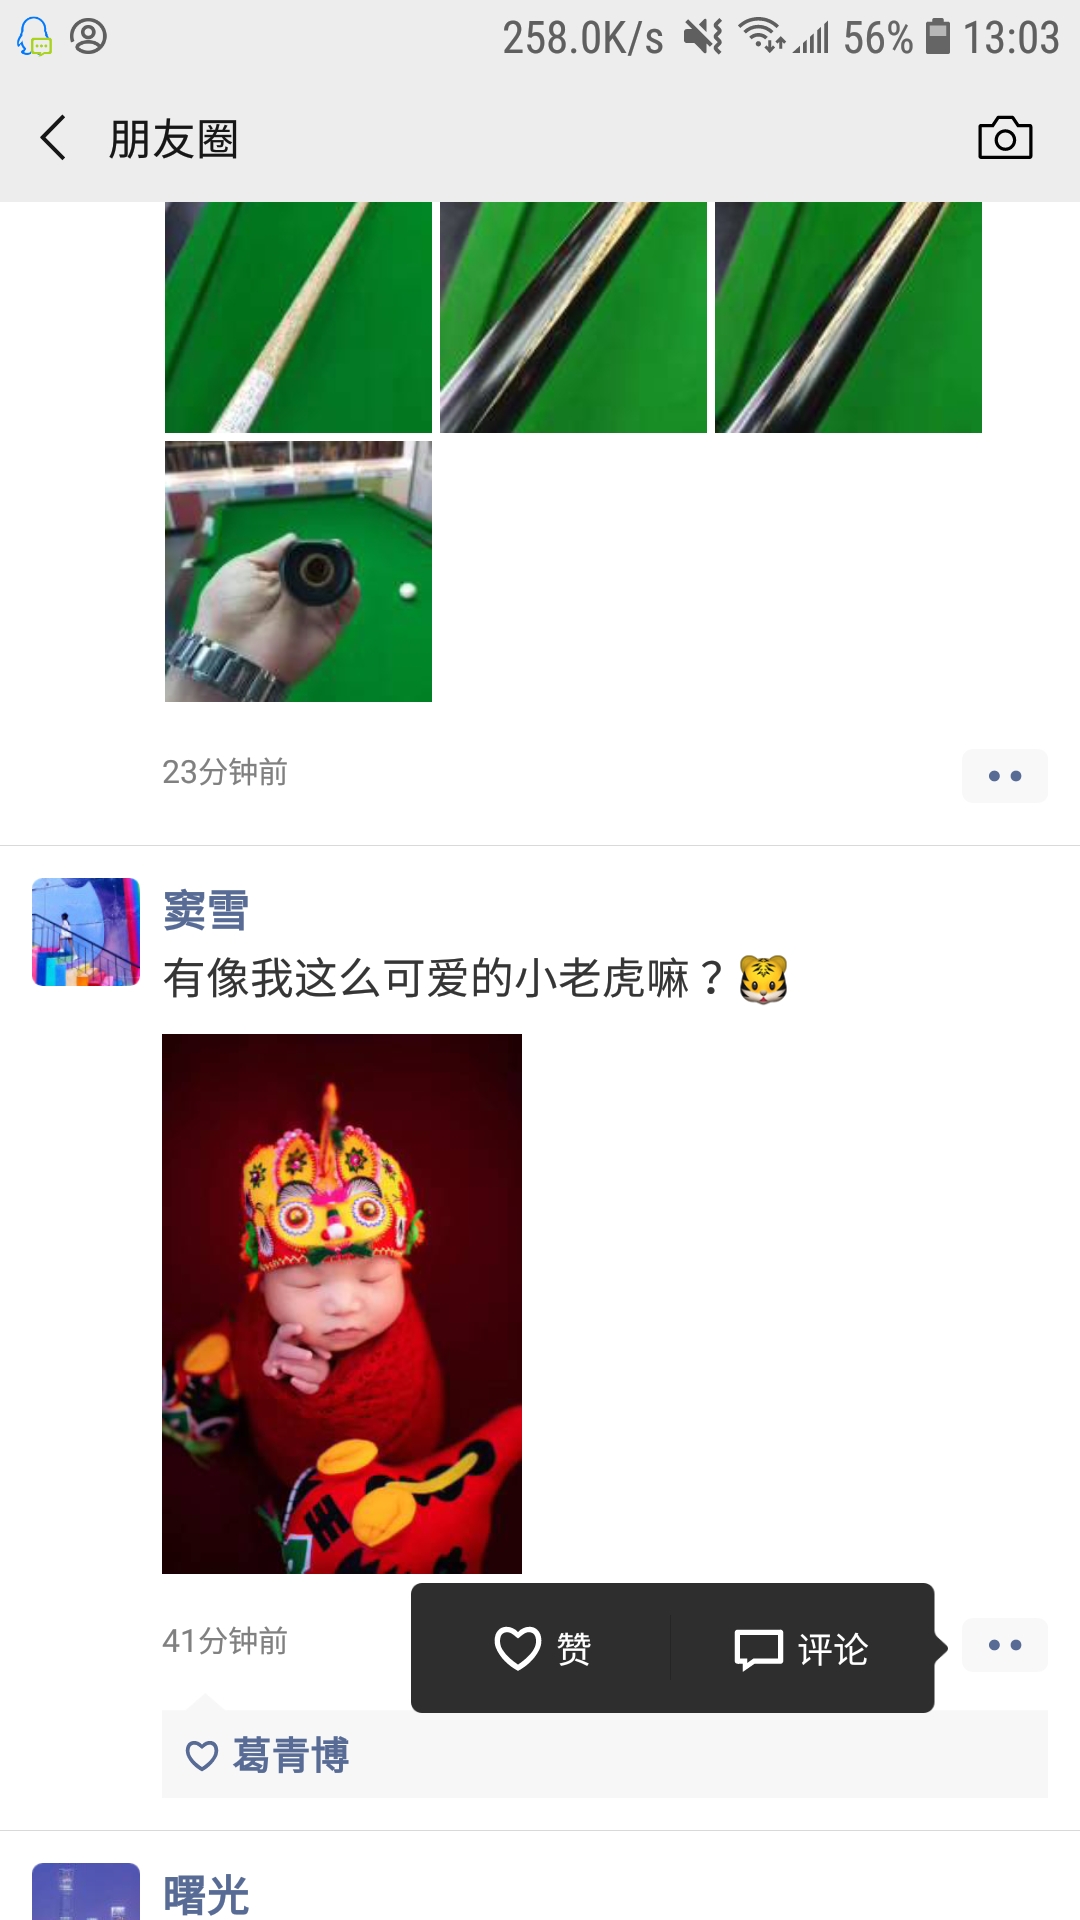 258.0K/s 56% 13:03
朋友圈
23分钟前
窦雪
有像我这么可爱的小老虎嘛？🐯
41分钟前
赞 评论
葛青博
曙光